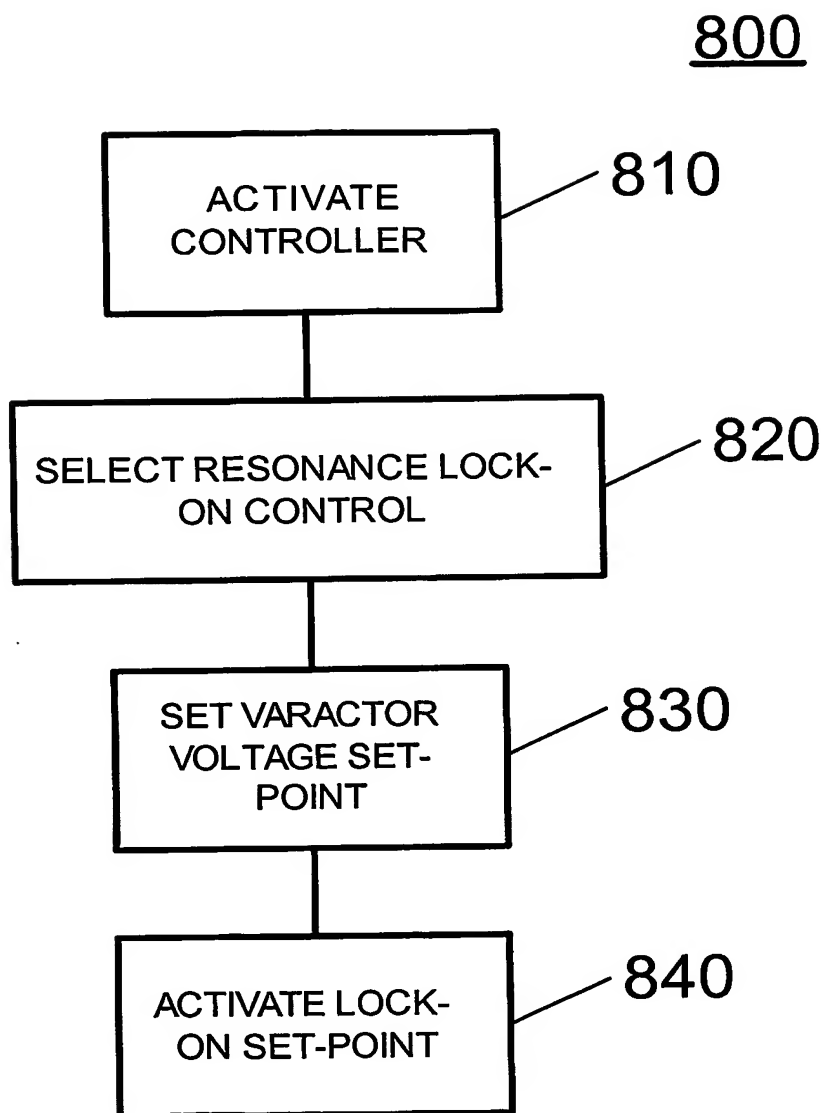 800
ACTIVATE
CONTROLLER
810
SELECT RESONANCE LOCK-
ON CONTROL
820
SET VARACTOR
VOLTAGE SET-
POINT
830
ACTIVATE LOCK-
ON SET-POINT
840